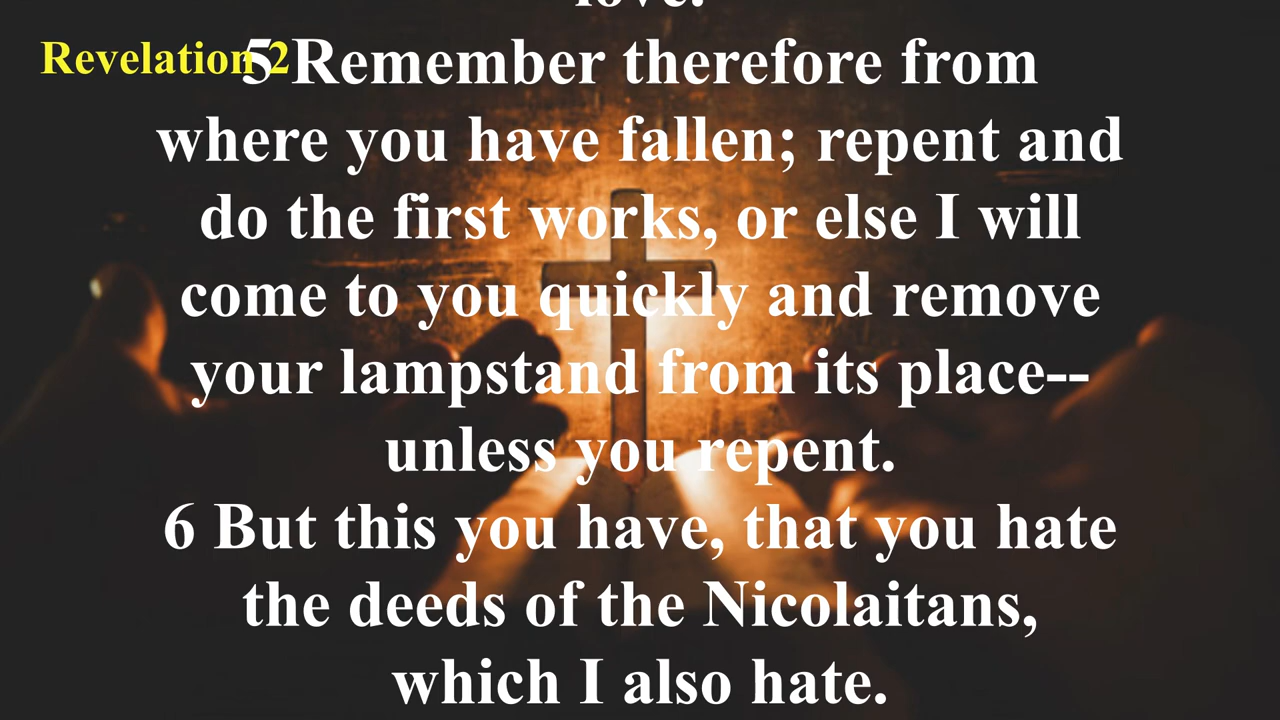 love.
Revelation 2
5 Remember therefore from
where you have fallen; repent and
do the first works, or else I will
come to you quickly and remove
your lampstand from its place--
unless you repent.
6 But this you have, that you hate
the deeds of the Nicolaitans,
which I also hate.